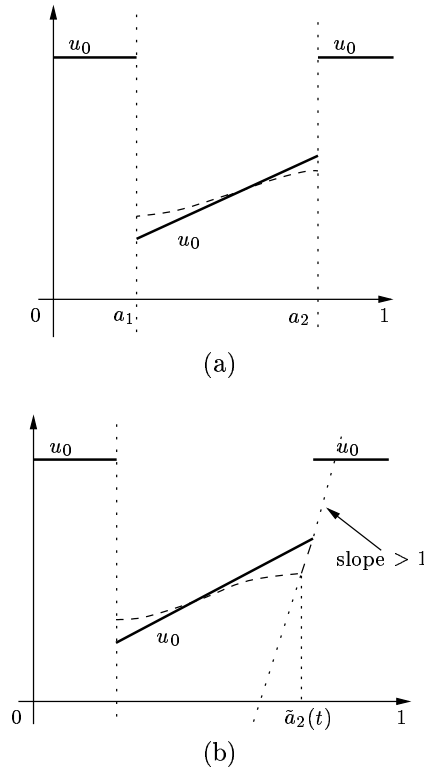 u₀ u₀
u₀
0 a₁ a₂ 1
(a)
u₀ u₀
slope > 1
u₀
0 ã₂(t) 1
(b)